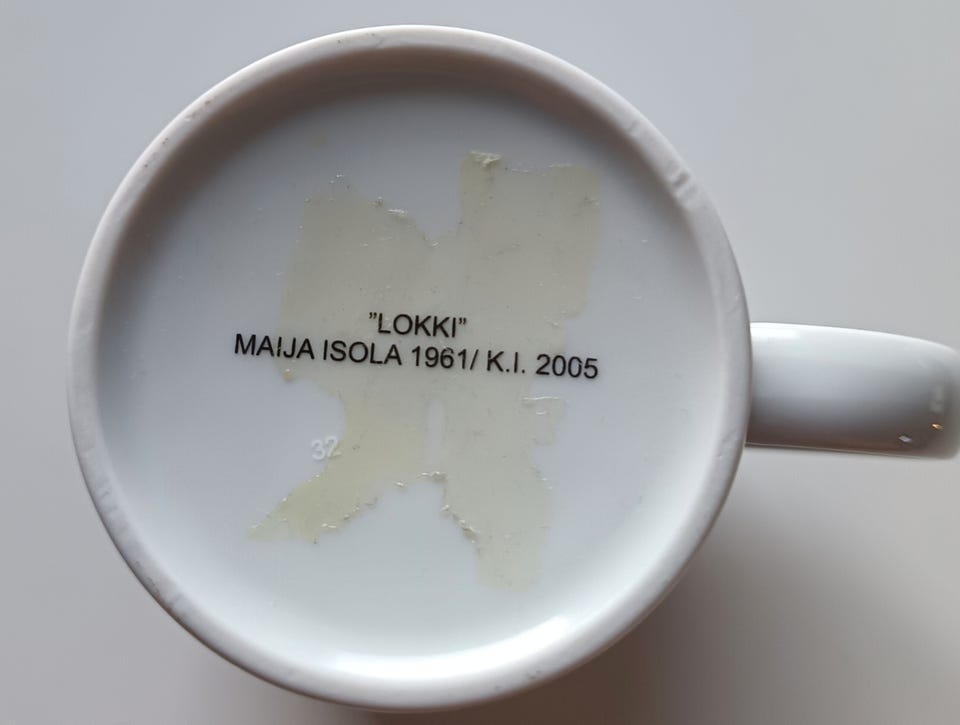 ”LOKKI”
MAIJA ISOLA 1961/ K.I. 2005
32